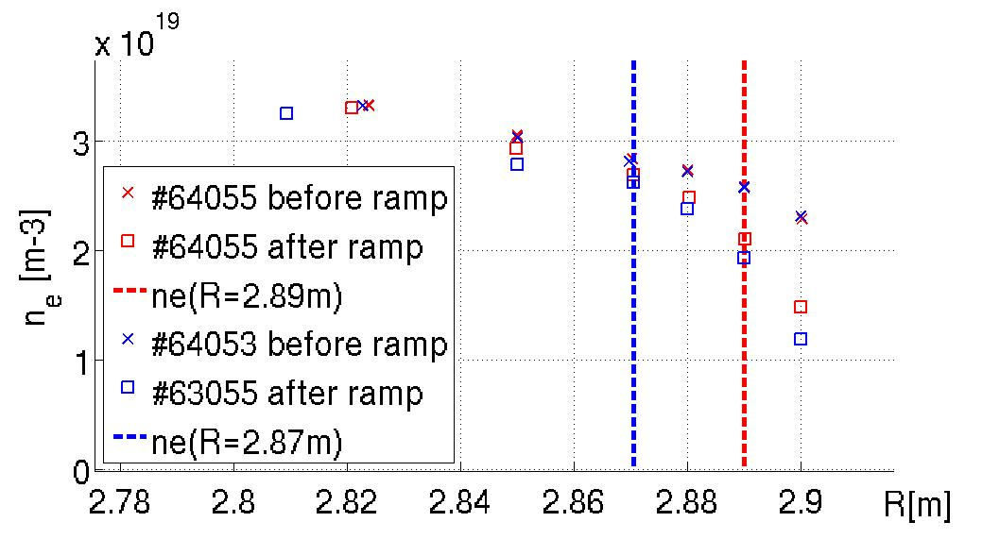 x 10^19
3
2
1
0
n_e [m-3]
#64055 before ramp
#64055 after ramp
ne(R=2.89m)
#64053 before ramp
#63055 after ramp
ne(R=2.87m)
2.78 2.8 2.82 2.84 2.86 2.88 2.9 R[m]